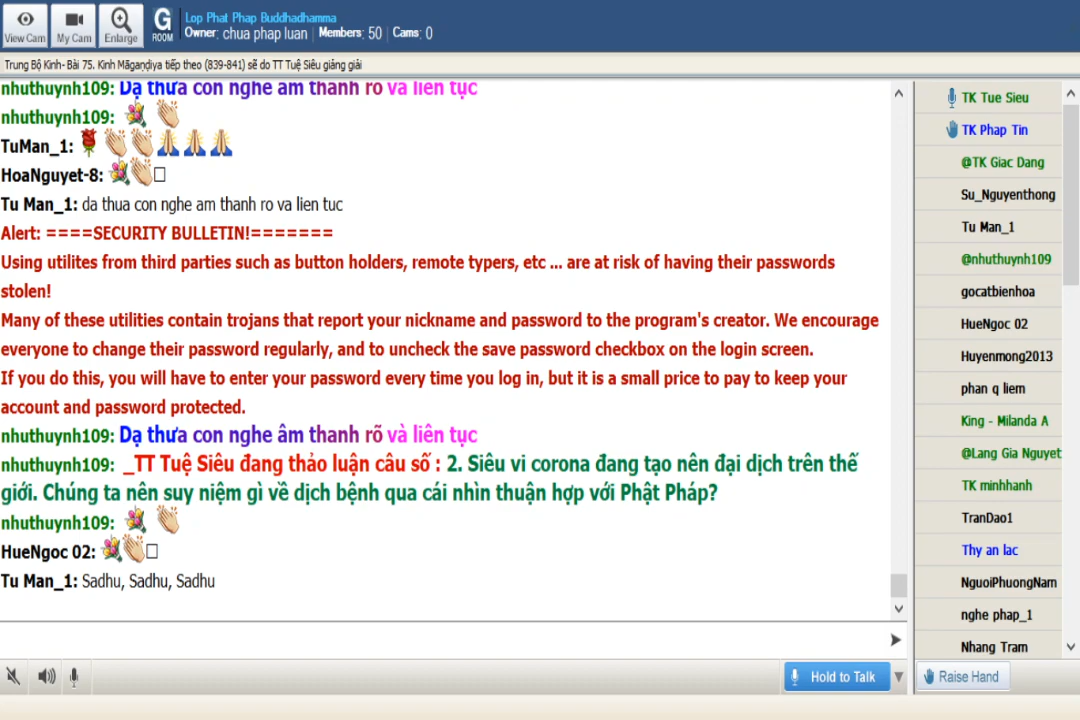 View Cam
My Cam
Enlarge
G
ROOM
Lop Phat Phap Buddhadhamma
Owner: chua phap luan | Members: 50 | Cams: 0
Trung Bộ Kinh- Bài 75. Kinh Māgaṇḍiya tiếp theo (839-841) sẽ do TT Tuệ Siêu giảng giải
nhuthuynh109: Dạ thưa con nghe âm thanh rõ và liên tục
nhuthuynh109:
TuMan_1:
HoaNguyet-8:
Tu Man_1: da thua con nghe am thanh ro va lien tuc
Alert: ====SECURITY BULLETIN!=======
Using utilites from third parties such as button holders, remote typers, etc ... are at risk of having their passwords
stolen!
Many of these utilities contain trojans that report your nickname and password to the program's creator. We encourage
everyone to change their password regularly, and to uncheck the save password checkbox on the login screen.
If you do this, you will have to enter your password every time you log in, but it is a small price to pay to keep your
account and password protected.
nhuthuynh109: Dạ thưa con nghe âm thanh rõ và liên tục
nhuthuynh109: _TT Tuệ Siêu đang thảo luận câu số : 2. Siêu vi corona đang tạo nên đại dịch trên thế
giới. Chúng ta nên suy niệm gì về dịch bệnh qua cái nhìn thuận hợp với Phật Pháp?
nhuthuynh109:
HueNgoc 02:
Tu Man_1: Sadhu, Sadhu, Sadhu
Hold to Talk
TK Tue Sieu
TK Phap Tin
@TK Giac Dang
Su_Nguyenthong
Tu Man_1
@nhuthuynh109
gocatbienhoa
HueNgoc 02
Huyenmong2013
phan q liem
King - Milanda A
@Lang Gia Nguyet
TK minhhanh
TranDao1
Thy an lac
NguoiPhuongNam
nghe phap_1
Nhang Tram
Raise Hand